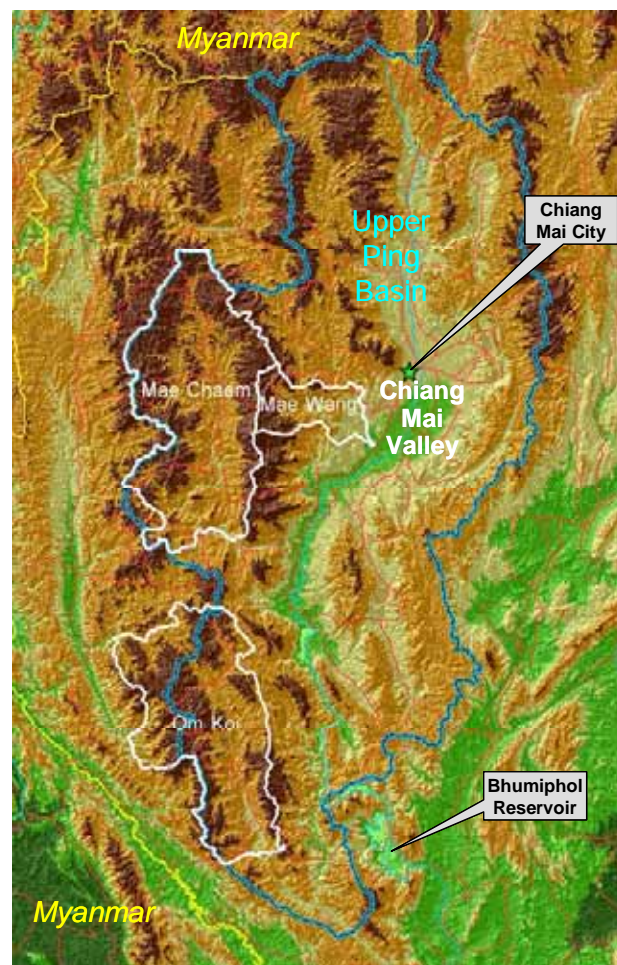 Myanmar
Chiang
Mai City
Upper
Ping
Basin
Mae Chaem
Mae Wang
Chiang
Mai
Valley
Om Koi
Bhumiphol
Reservoir
Myanmar